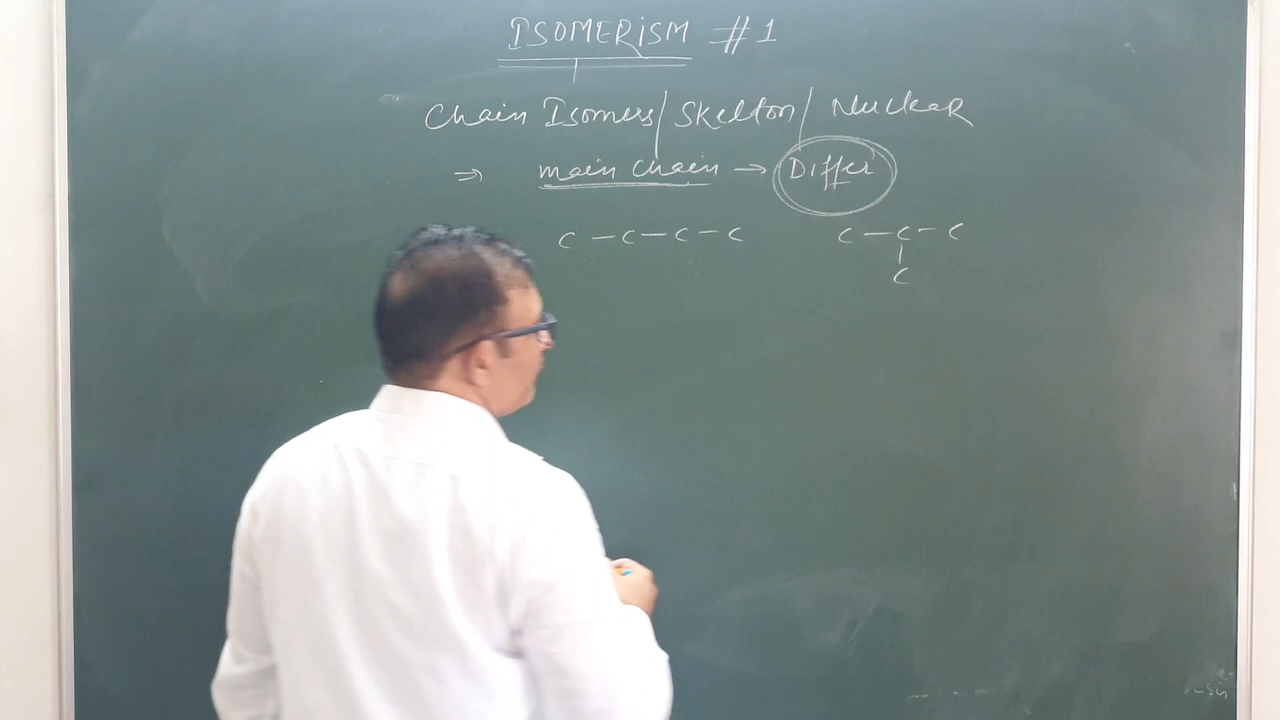 ISOMERiSM #1
Chain Isomers/Skelton/Nuclear
⇒ main chain → Differ
C - C - C - C C - C - C
|
C